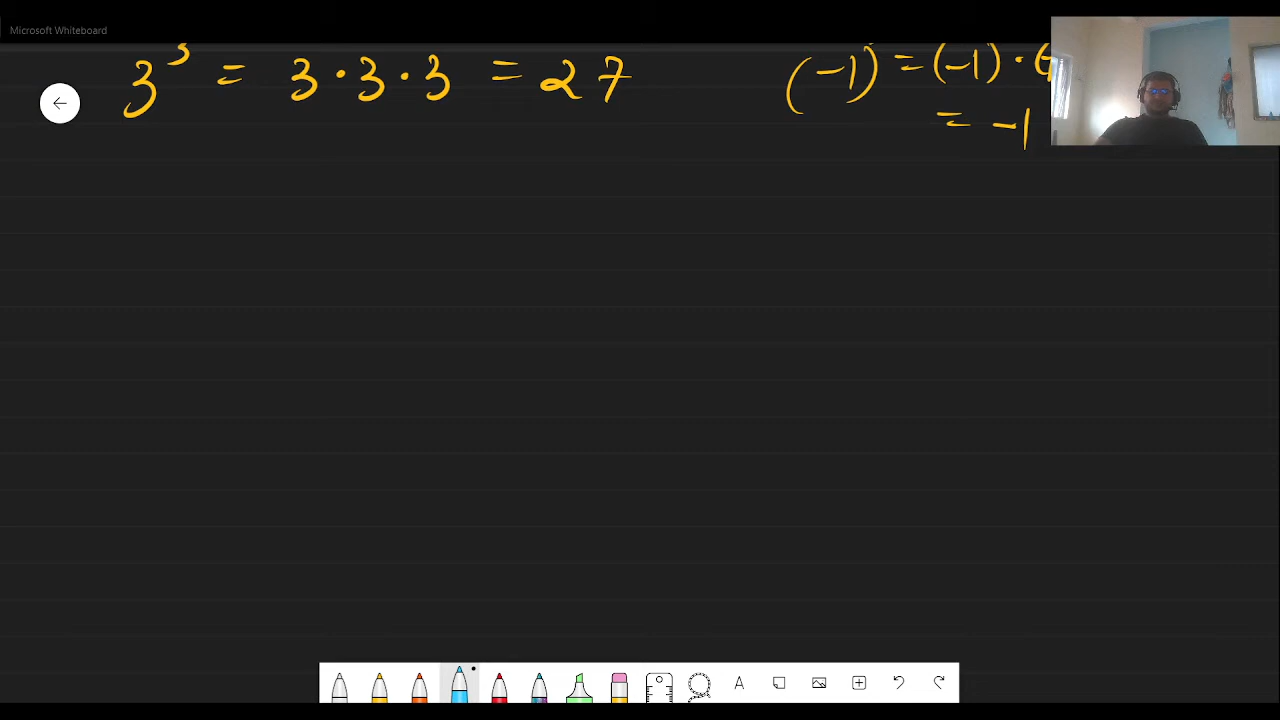 Microsoft Whiteboard
3³ = 3 · 3 · 3 = 27
(-1) = (-1) ·
= -1
A